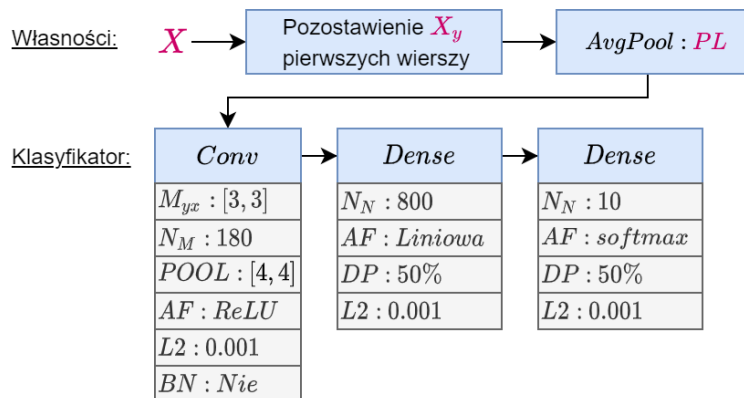 Własności:
X
Pozostawienie X_y
pierwszych wierszy
AvgPool : PL
Klasyfikator:
Conv
M_yx : [3, 3]
N_M : 180
POOL : [4, 4]
AF : ReLU
L2 : 0.001
BN : Nie
Dense
N_N : 800
AF : Liniowa
DP : 50%
L2 : 0.001
Dense
N_N : 10
AF : softmax
DP : 50%
L2 : 0.001